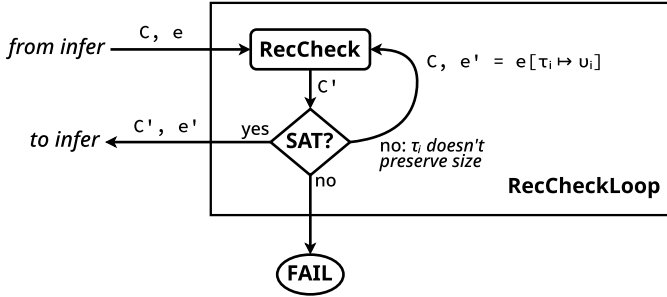 from infer
C, e
RecCheck
C, e' = e[τᵢ ↦ υᵢ]
C'
to infer
C', e'
yes
SAT?
no: τᵢ doesn't
preserve size
no
RecCheckLoop
FAIL